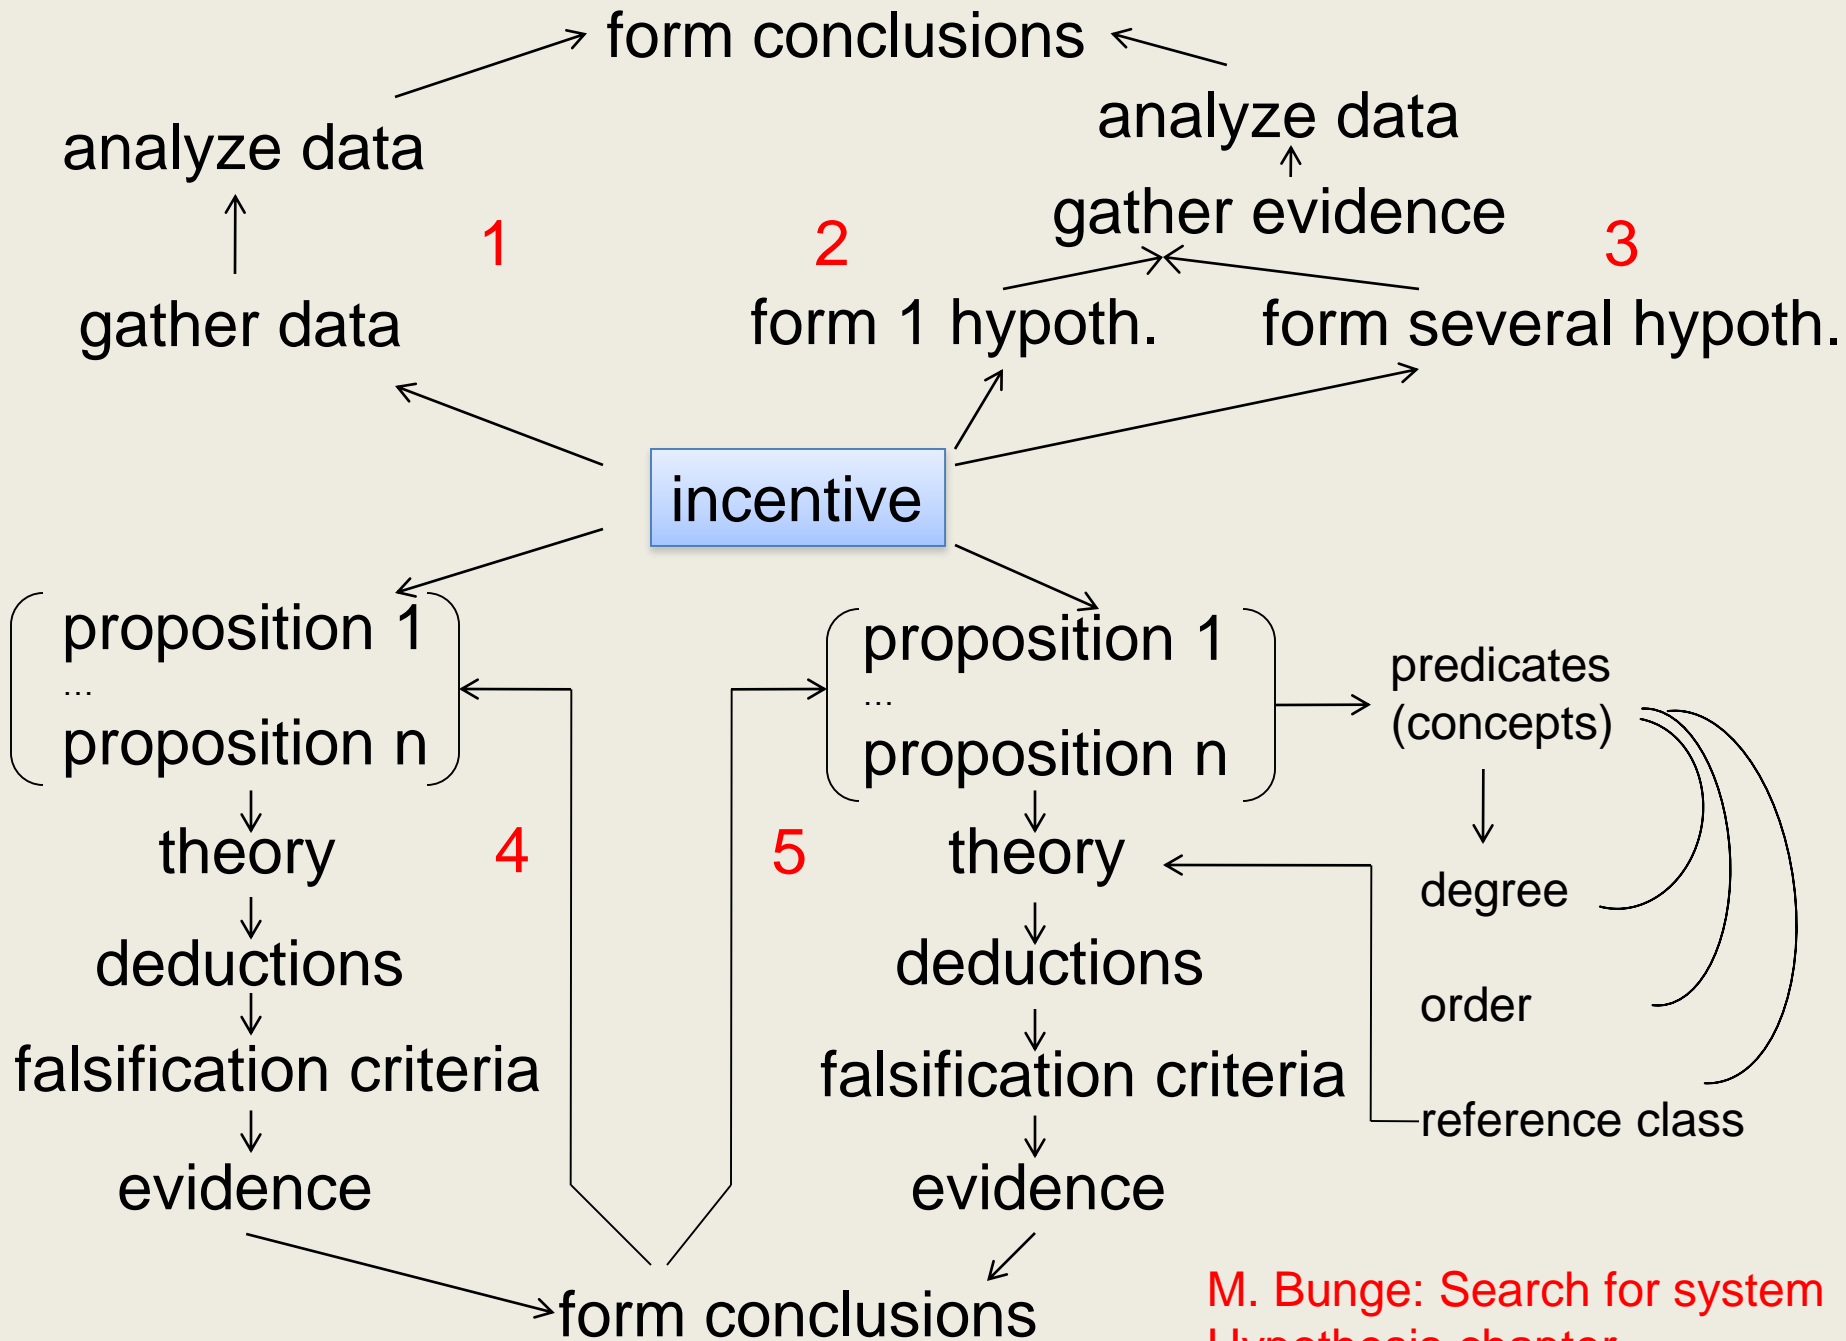 form conclusions
analyze data
analyze data
gather evidence
1
2
3
gather data
form 1 hypoth.
form several hypoth.
incentive
proposition 1
...
proposition n
theory
4
deductions
falsification criteria
evidence
proposition 1
...
proposition n
5
theory
deductions
falsification criteria
evidence
predicates
(concepts)
degree
order
reference class
form conclusions
M. Bunge: Search for system
Hypothesis chapter